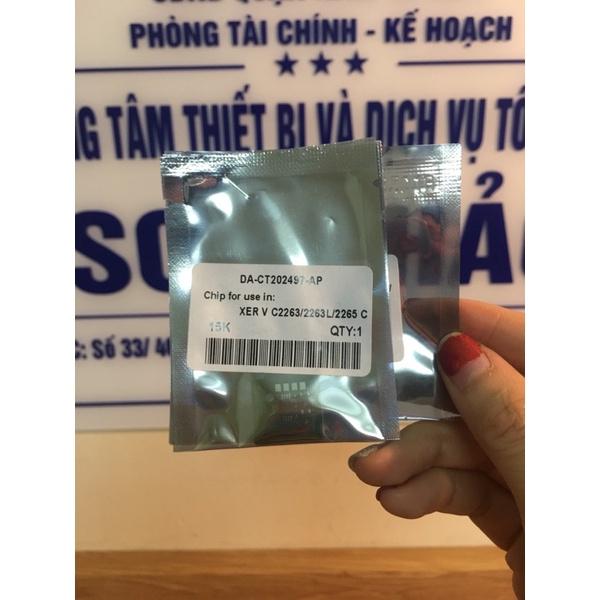 PHÒNG TÀI CHÍNH - KẾ HOẠCH
TÂM THIẾT BỊ VÀ DỊCH VỤ
DA-CT202497-AP
Chip for use in:
XER V C2263/2263L/2265 C
15K
QTY:1
Số 33/